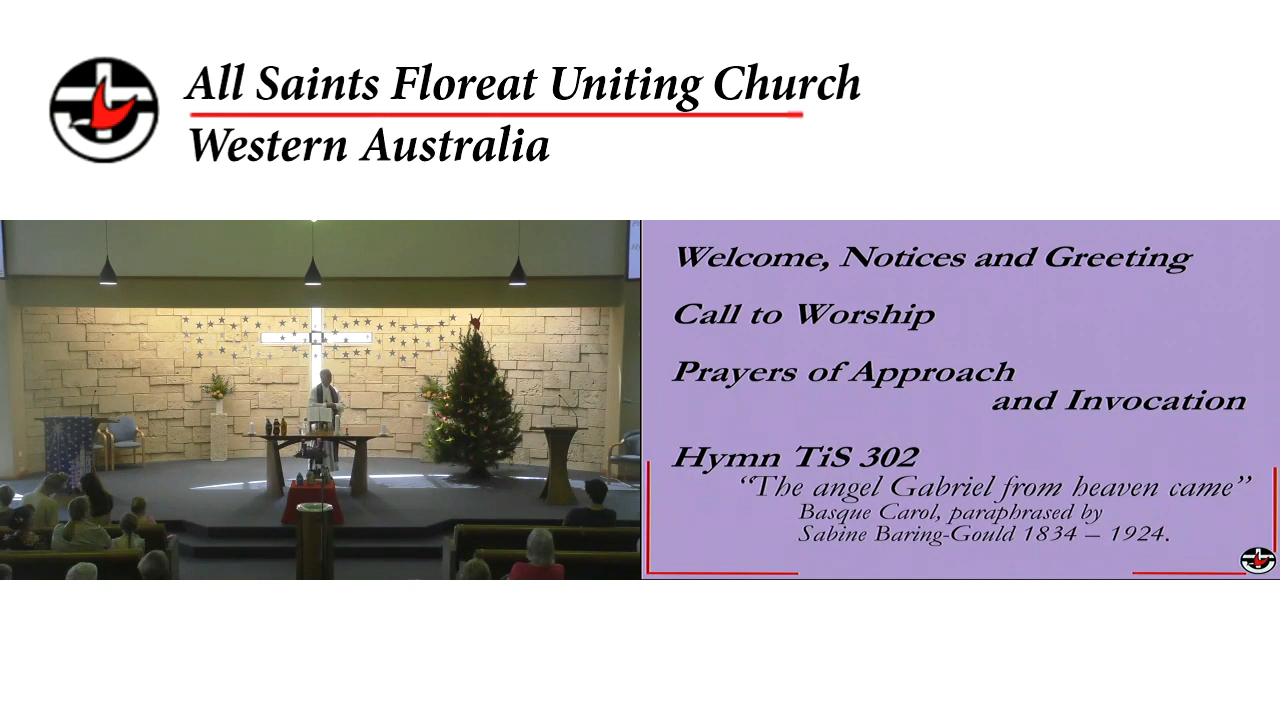 All Saints Floreat Uniting Church
Western Australia
Welcome, Notices and Greeting
Call to Worship
Prayers of Approach
and Invocation
Hymn TiS 302
“The angel Gabriel from heaven came”
Basque Carol, paraphrased by
Sabine Baring-Gould 1834 – 1924.